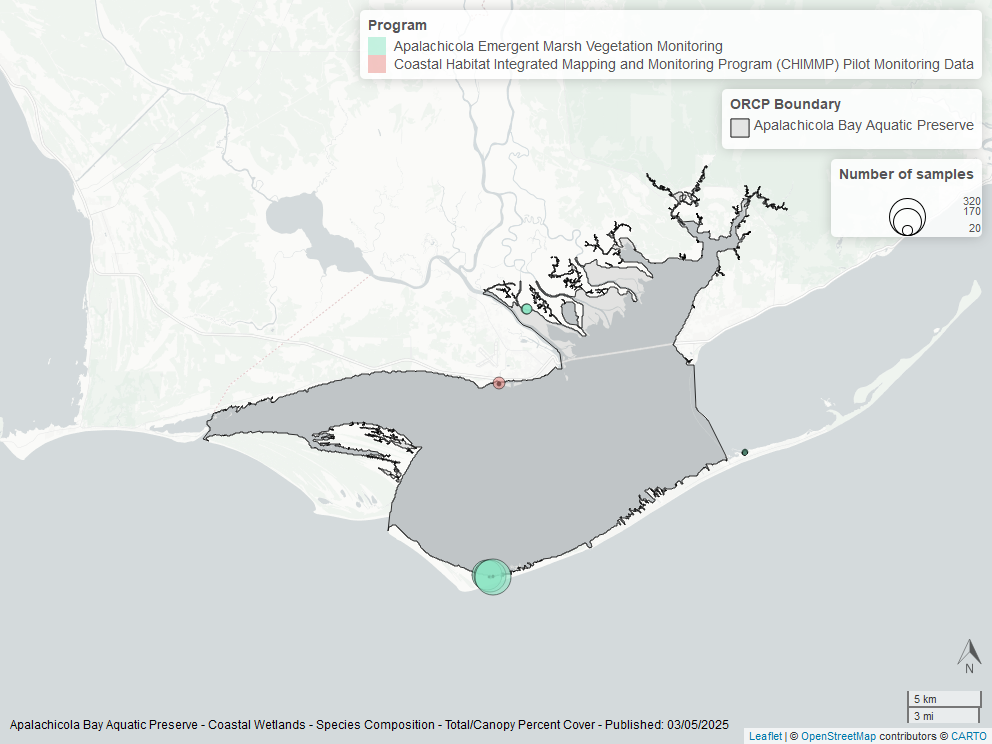 Program
Apalachicola Emergent Marsh Vegetation Monitoring
Coastal Habitat Integrated Mapping and Monitoring Program (CHIMMP) Pilot Monitoring Data
ORCP Boundary
Apalachicola Bay Aquatic Preserve
Number of samples
320
170
20
N
5 km
3 mi
Apalachicola Bay Aquatic Preserve - Coastal Wetlands - Species Composition - Total/Canopy Percent Cover - Published: 03/05/2025
Leaflet | © OpenStreetMap contributors © CARTO